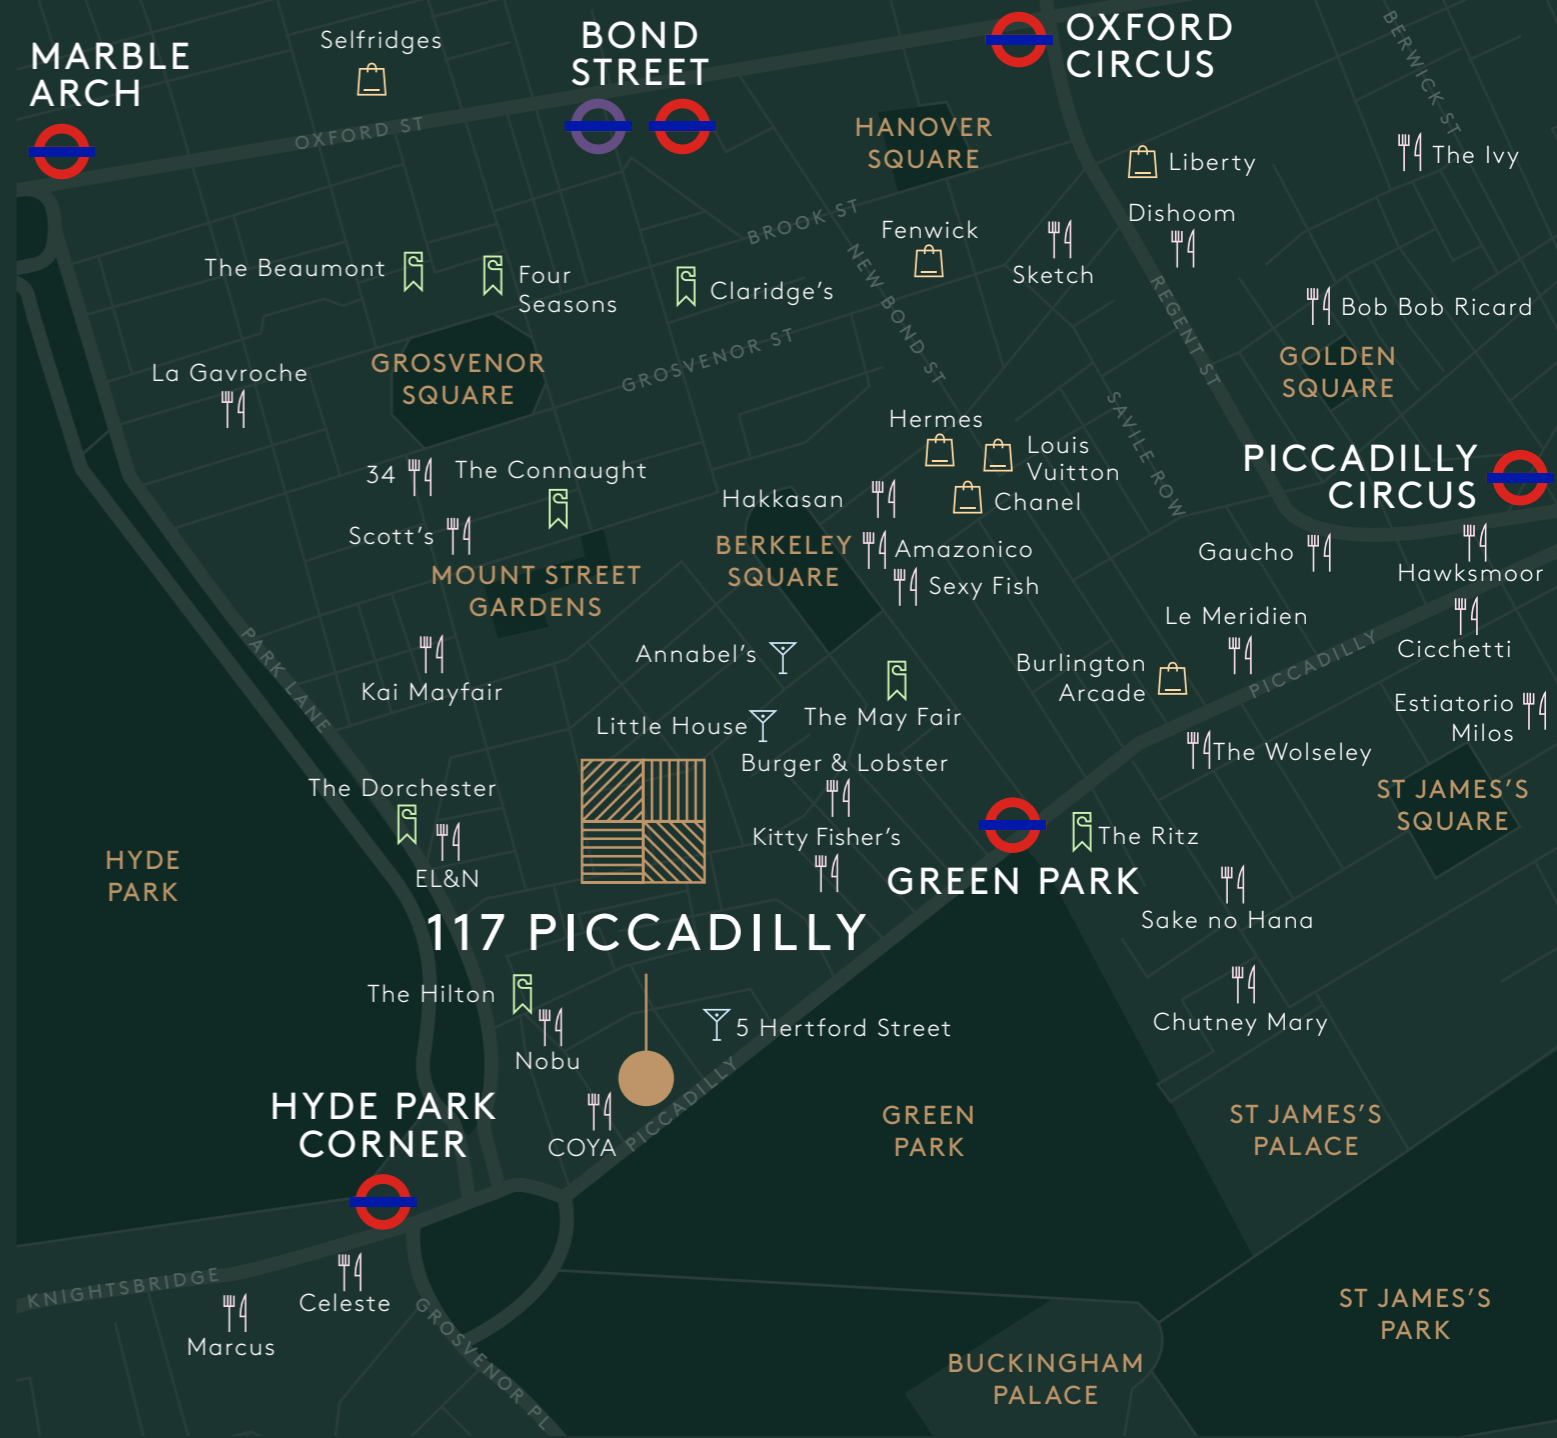 MARBLE
ARCH
Selfridges
BOND
STREET
OXFORD
CIRCUS
BERWICK ST
OXFORD ST
HANOVER
SQUARE
Liberty
The Ivy
BROOK ST
Fenwick
Dishoom
Sketch
The Beaumont
Four
Seasons
Claridge's
NEW BOND ST
REGENT ST
Bob Bob Ricard
La Gavroche
GROSVENOR
SQUARE
GROSVENOR ST
GOLDEN
SQUARE
SAVILE ROW
Hermes
Louis
Vuitton
Chanel
PICCADILLY
CIRCUS
34
The Connaught
Hakkasan
Scott's
BERKELEY
SQUARE
Amazonico
Sexy Fish
Gaucho
Hawksmoor
MOUNT STREET
GARDENS
Le Meridien
Cicchetti
PARK LANE
Kai Mayfair
Annabel's
Burlington
Arcade
PICCADILLY
Estiatorio
Milos
Little House
The May Fair
The Wolseley
Burger & Lobster
The Dorchester
EL&N
Kitty Fisher's
The Ritz
ST JAMES'S
SQUARE
HYDE
PARK
GREEN PARK
Sake no Hana
117 PICCADILLY
The Hilton
Nobu
5 Hertford Street
Chutney Mary
HYDE PARK
CORNER
COYA
PICCADILLY
GREEN
PARK
ST JAMES'S
PALACE
KNIGHTSBRIDGE
Celeste
Marcus
GROSVENOR PL
ST JAMES'S
PARK
BUCKINGHAM
PALACE